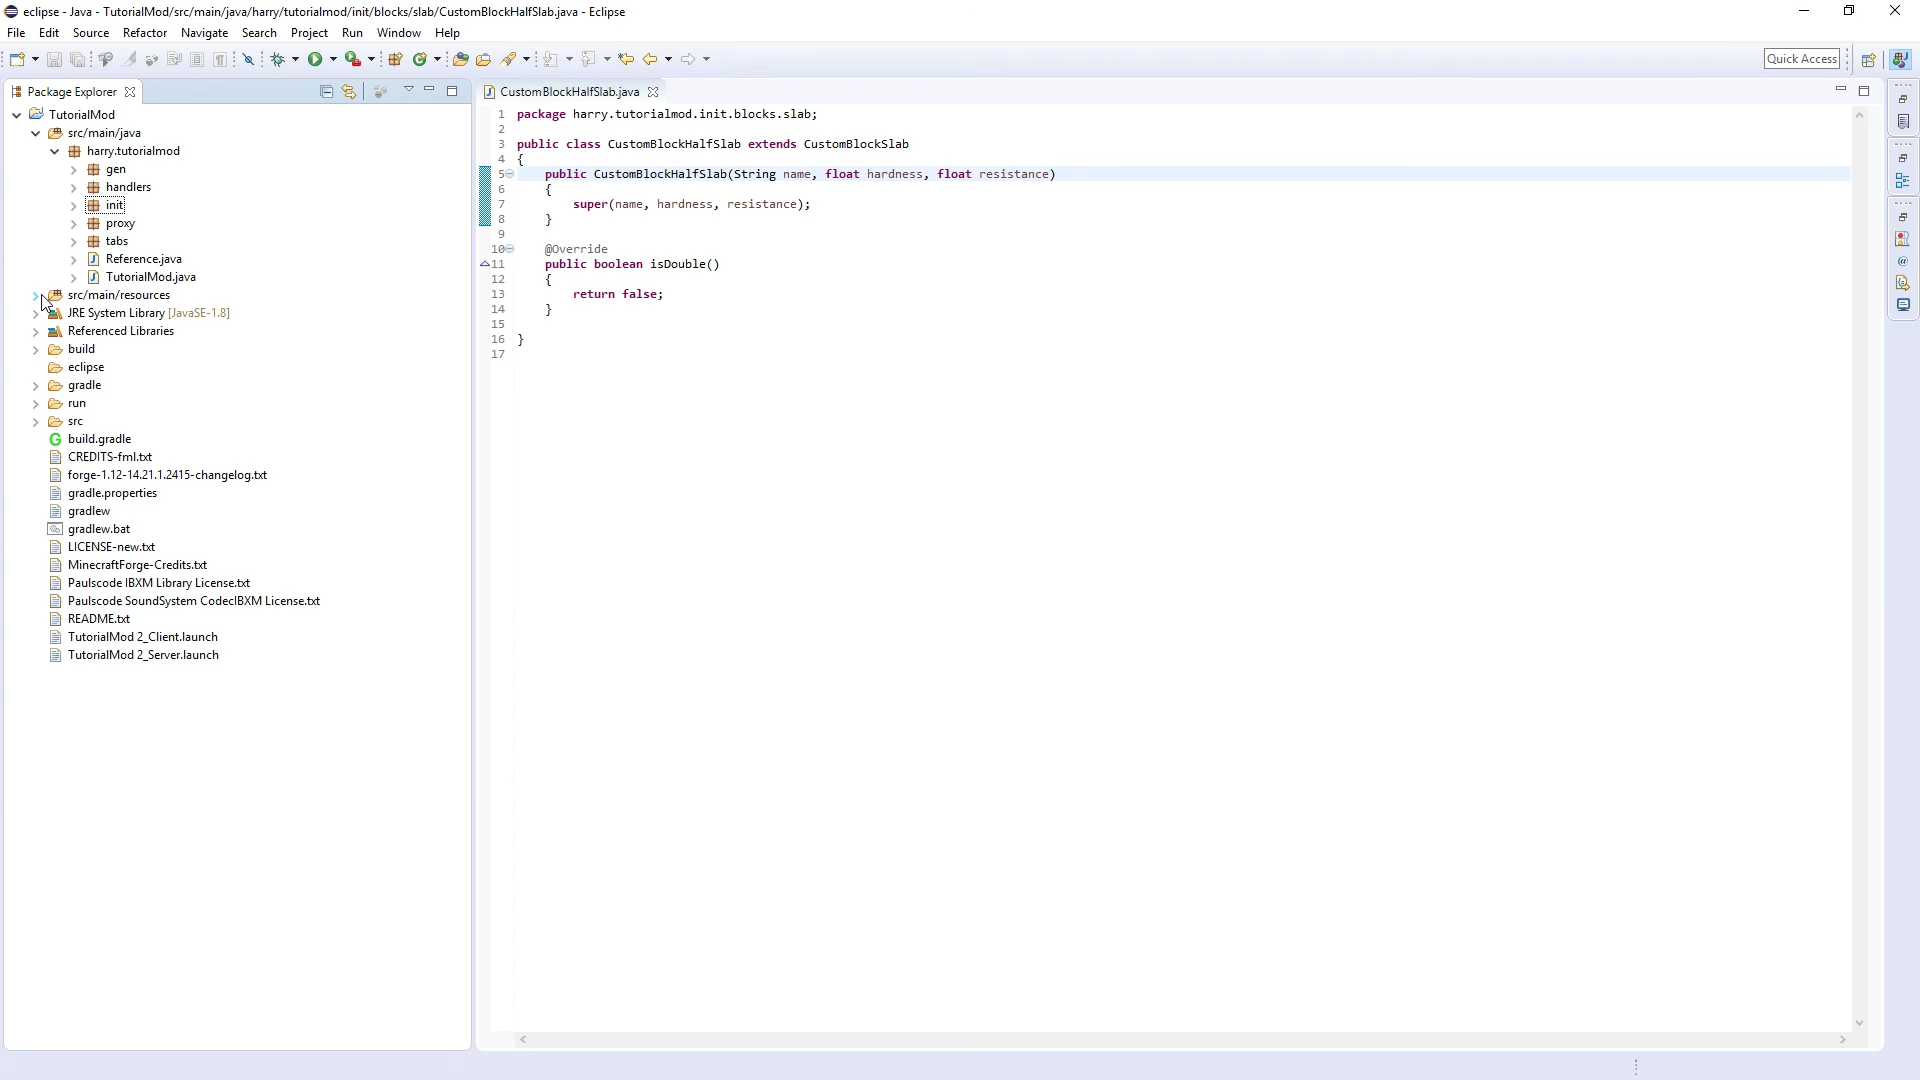 eclipse - Java - TutorialMod/src/main/java/harry/tutorialmod/init/blocks/slab/CustomBlockHalfSlab.java - Eclipse
File Edit Source Refactor Navigate Search Project Run Window Help
Quick Access
Package Explorer
TutorialMod
src/main/java
harry.tutorialmod
gen
handlers
init
proxy
tabs
Reference.java
TutorialMod.java
src/main/resources
JRE System Library [JavaSE-1.8]
Referenced Libraries
build
eclipse
gradle
run
src
build.gradle
CREDITS-fml.txt
forge-1.12-14.21.1.2415-changelog.txt
gradle.properties
gradlew
gradlew.bat
LICENSE-new.txt
MinecraftForge-Credits.txt
Paulscode IBXM Library License.txt
Paulscode SoundSystem CodecIBXM License.txt
README.txt
TutorialMod 2_Client.launch
TutorialMod 2_Server.launch
CustomBlockHalfSlab.java
1 package harry.tutorialmod.init.blocks.slab;
2
3 public class CustomBlockHalfSlab extends CustomBlockSlab
4 {
5 public CustomBlockHalfSlab(String name, float hardness, float resistance)
6 {
7 super(name, hardness, resistance);
8 }
9
10 @Override
11 public boolean isDouble()
12 {
13 return false;
14 }
15
16 }
17